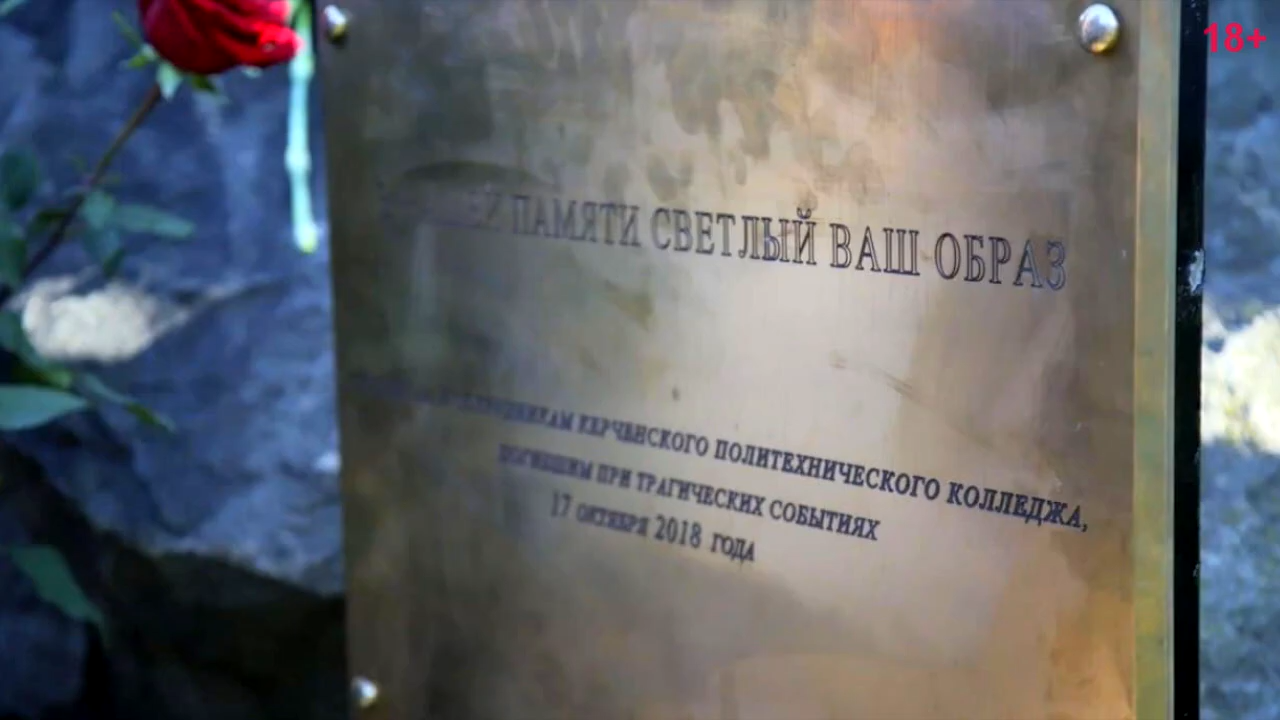 18+
ПАМЯТИ СВЕТЛЫЙ ВАШ ОБРАЗ
КЕРЧЕНСКОГО ПОЛИТЕХНИЧЕСКОГО КОЛЛЕДЖА,
ПОГИБШИМ ПРИ ТРАГИЧЕСКИХ СОБЫТИЯХ
17 ОКТЯБРЯ 2018 ГОДА